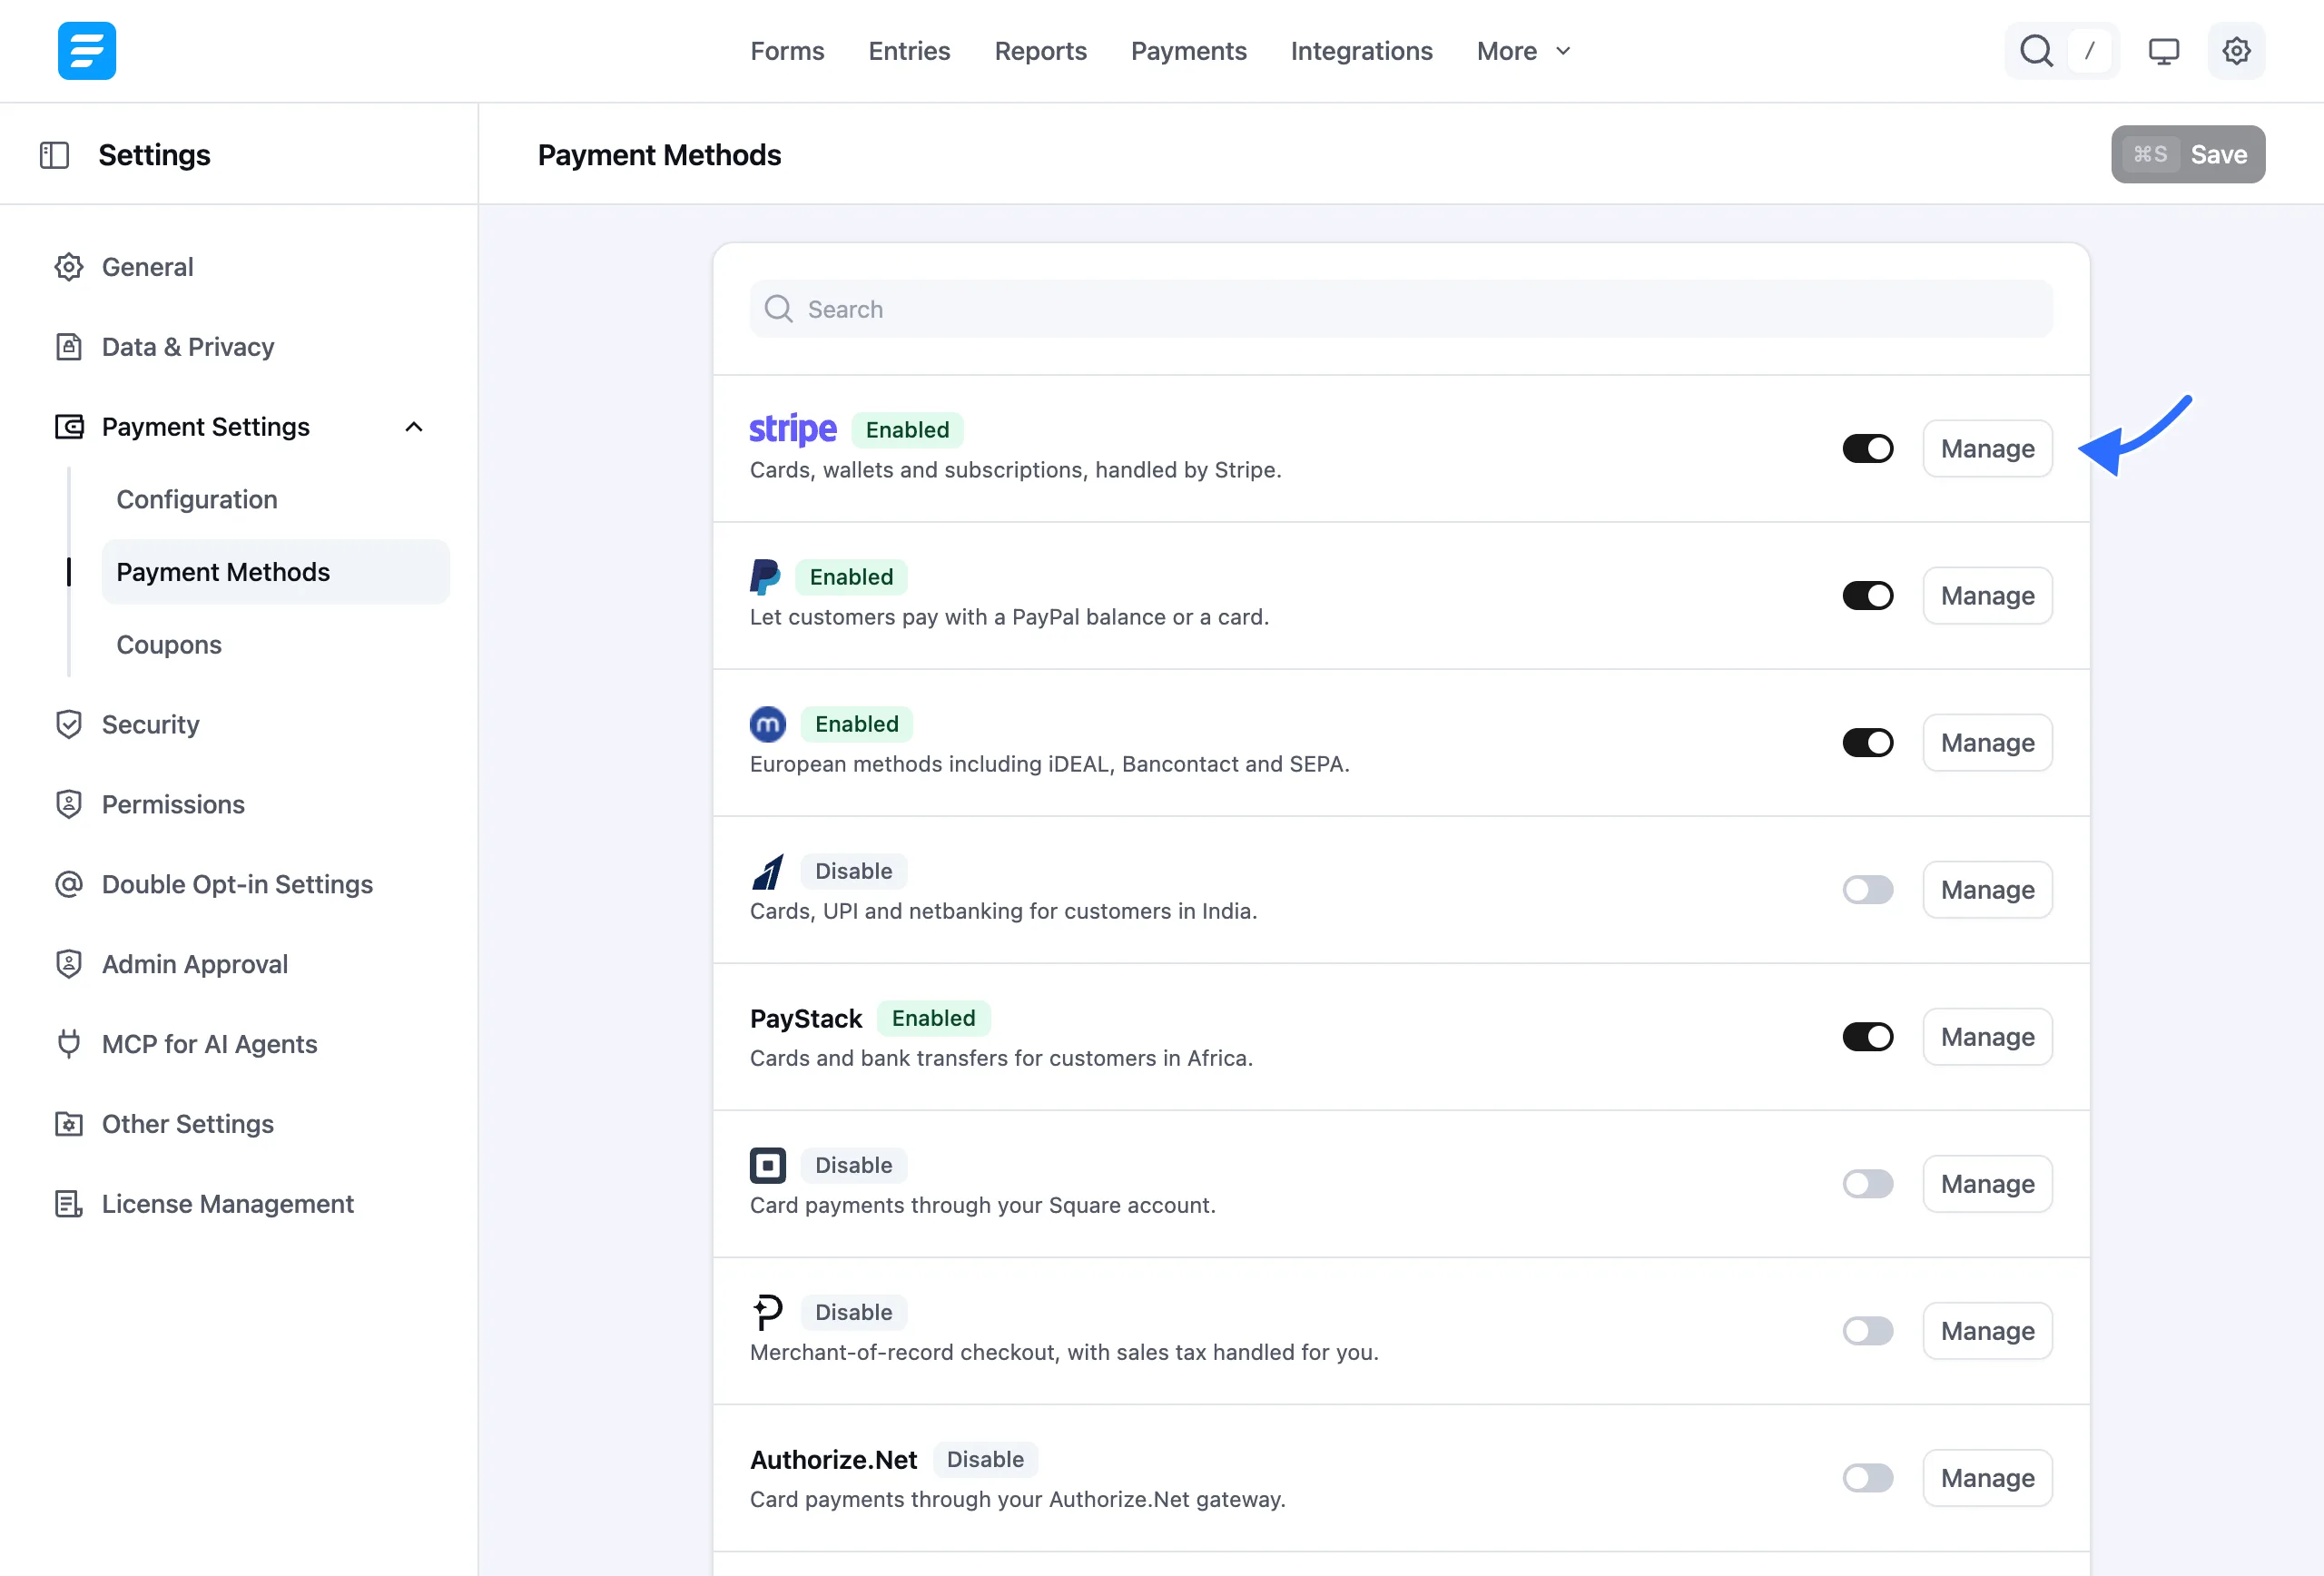 Forms Entries Reports Payments Integrations More /
Settings
Payment Methods
⌘S Save
General
Data & Privacy
Payment Settings
Configuration
Payment Methods
Coupons
Security
Permissions
Double Opt-in Settings
Admin Approval
MCP for AI Agents
Other Settings
License Management
Search
stripe Enabled
Cards, wallets and subscriptions, handled by Stripe.
Manage
Enabled
Let customers pay with a PayPal balance or a card.
Manage
m Enabled
European methods including iDEAL, Bancontact and SEPA.
Manage
Disable
Cards, UPI and netbanking for customers in India.
Manage
PayStack Enabled
Cards and bank transfers for customers in Africa.
Manage
Disable
Card payments through your Square account.
Manage
Disable
Merchant-of-record checkout, with sales tax handled for you.
Manage
Authorize.Net Disable
Card payments through your Authorize.Net gateway.
Manage